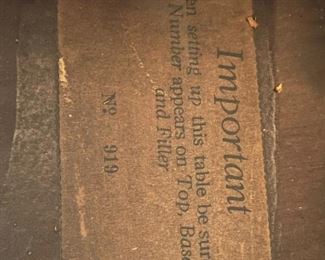 Important
en setting up this table be sur
Number appears on Top, Base
and Filler
No. 919